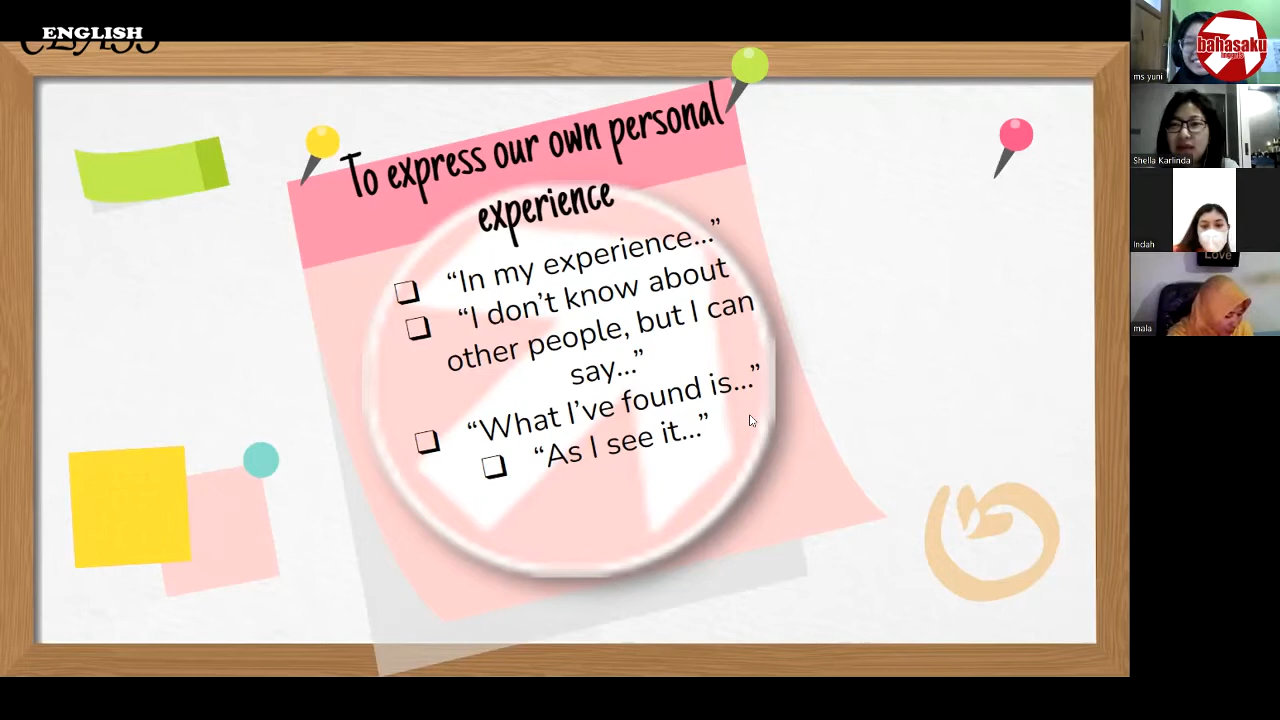 ENGLISH
CLASS
To express our own personal
experience
❏ “In my experience...”
❏ “I don’t know about
other people, but I can
say...”
❏ “What I’ve found is...”
❏ “As I see it...”
bahasaku
ms yuni
Shella Karlinda
Indah
Love
mala